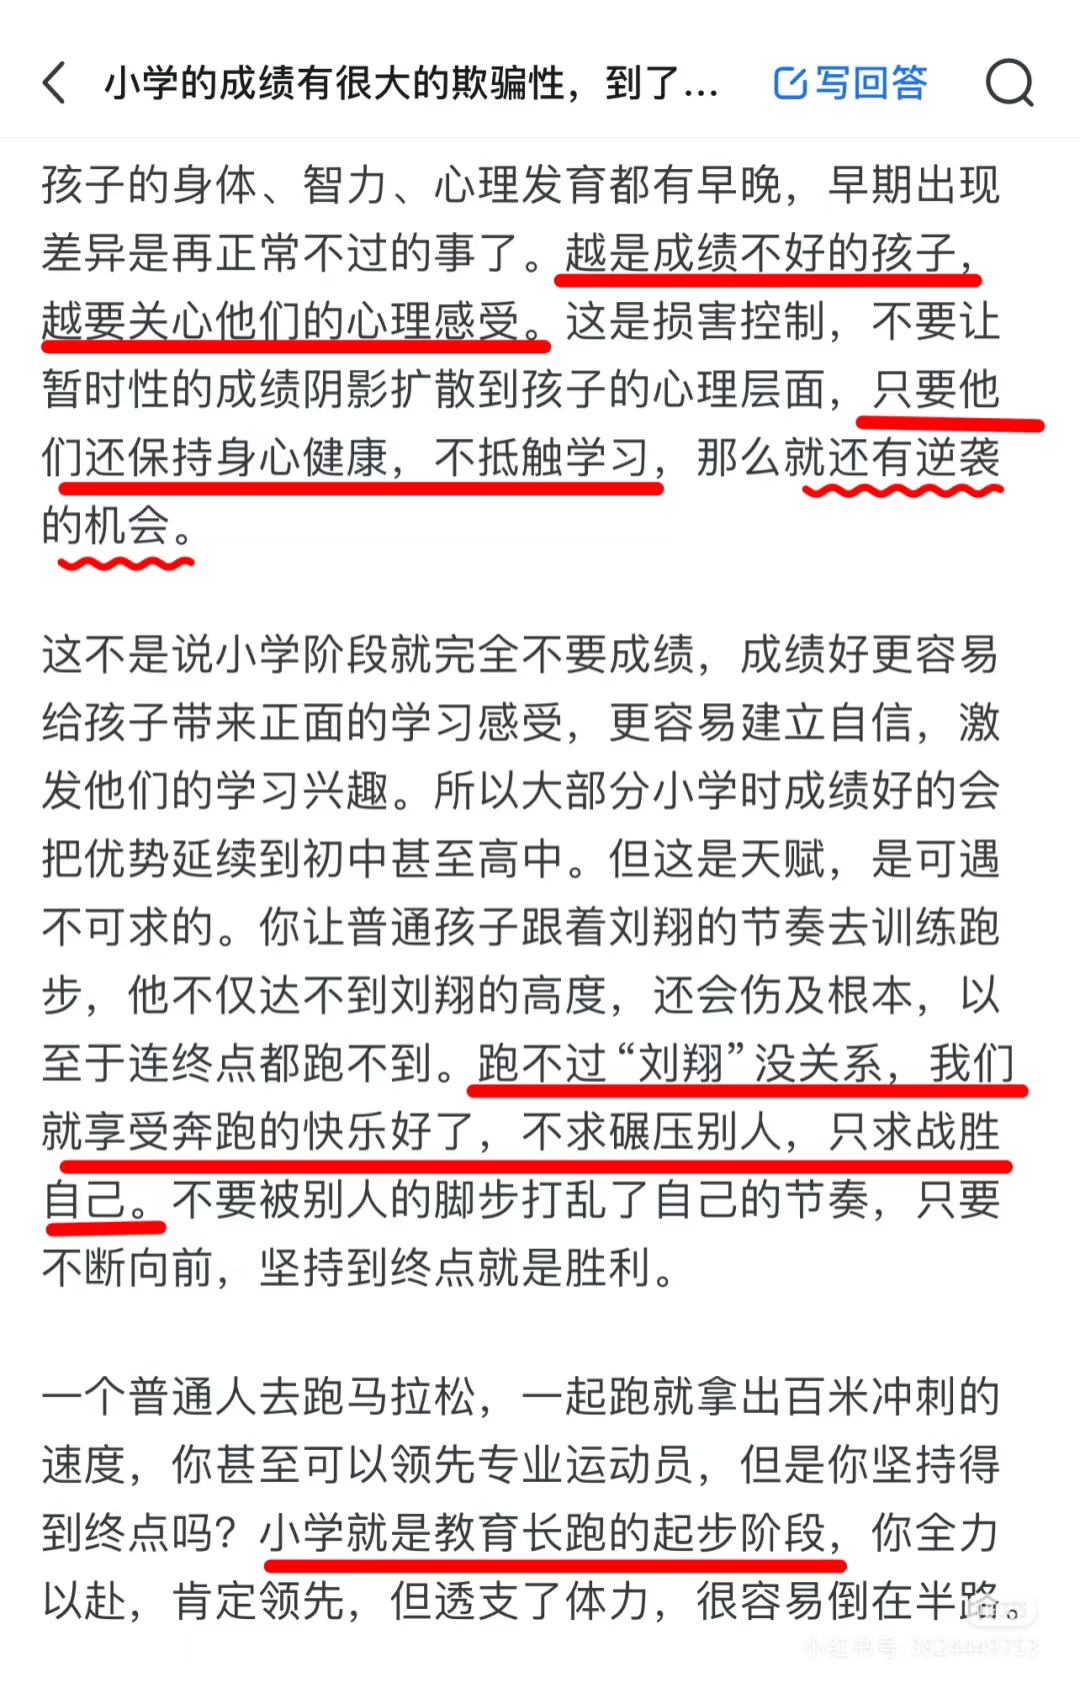 小学的成绩有很大的欺骗性，到了... 写回答
孩子的身体、智力、心理发育都有早晚，早期出现
差异是再正常不过的事了。越是成绩不好的孩子，
越要关心他们的心理感受。这是损害控制，不要让
暂时性的成绩阴影扩散到孩子的心理层面，只要他
们还保持身心健康，不抵触学习，那么就还有逆袭
的机会。
这不是说小学阶段就完全不要成绩，成绩好更容易
给孩子带来正面的学习感受，更容易建立自信，激
发他们的学习兴趣。所以大部分小学时成绩好的会
把优势延续到初中甚至高中。但这是天赋，是可遇
不可求的。你让普通孩子跟着刘翔的节奏去训练跑
步，他不仅达不到刘翔的高度，还会伤及根本，以
至于连终点都跑不到。跑不过“刘翔”没关系，我们
就享受奔跑的快乐好了，不求碾压别人，只求战胜
自己。不要被别人的脚步打乱了自己的节奏，只要
不断向前，坚持到终点就是胜利。
一个普通人去跑马拉松，一起跑就拿出百米冲刺的
速度，你甚至可以领先专业运动员，但是你坚持得
到终点吗？小学就是教育长跑的起步阶段，你全力
以赴，肯定领先，但透支了体力，很容易倒在半路。
小红书号: 3824449753